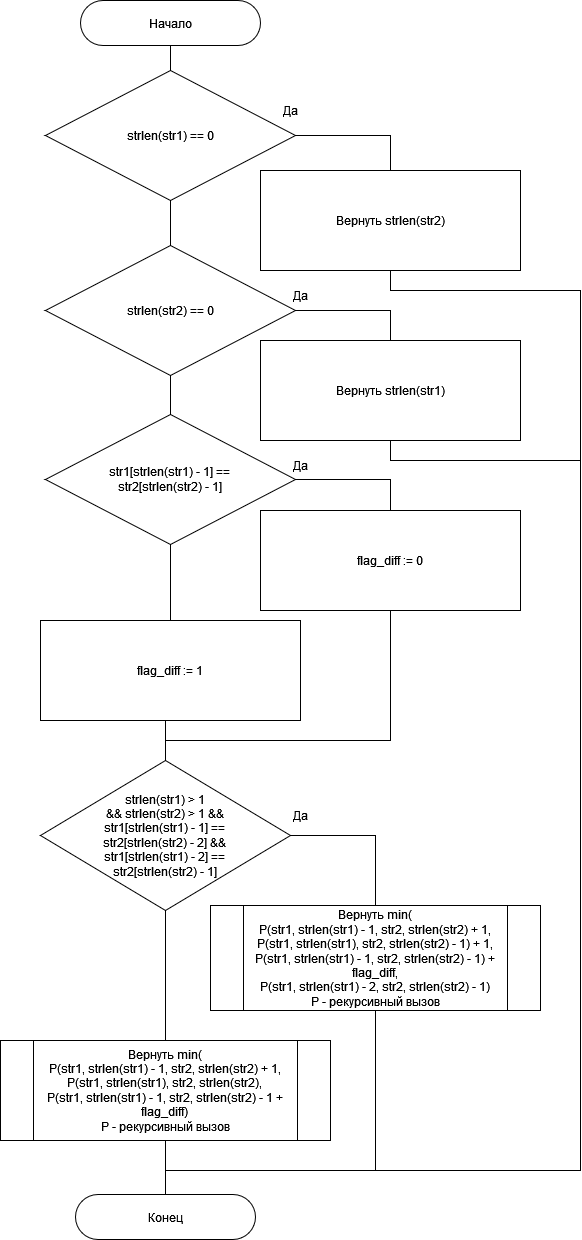 Начало
Да
strlen(str1) == 0
Вернуть strlen(str2)
Да
strlen(str2) == 0
Вернуть strlen(str1)
Да
str1[strlen(str1) - 1] ==
str2[strlen(str2) - 1]
flag_diff := 0
flag_diff := 1
strlen(str1) > 1
&& strlen(str2) > 1 &&
str1[strlen(str1) - 1] ==
str2[strlen(str2) - 2] &&
str1[strlen(str1) - 2] ==
str2[strlen(str2) - 1]
Да
Вернуть min(
P(str1, strlen(str1) - 1, str2, strlen(str2) + 1,
P(str1, strlen(str1), str2, strlen(str2) - 1) + 1,
P(str1, strlen(str1) - 1, str2, strlen(str2) - 1) +
flag_diff,
P(str1, strlen(str1) - 2, str2, strlen(str2) - 1)
P - рекурсивный вызов
Вернуть min(
P(str1, strlen(str1) - 1, str2, strlen(str2) + 1,
P(str1, strlen(str1), str2, strlen(str2),
P(str1, strlen(str1) - 1, str2, strlen(str2) - 1 +
flag_diff)
P - рекурсивный вызов
Конец